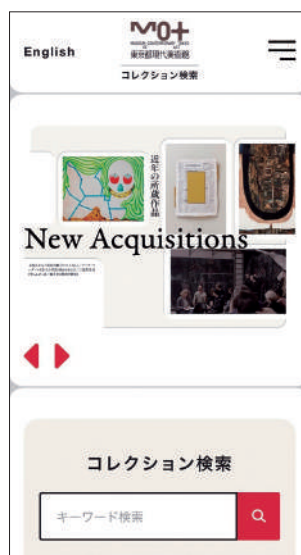 English
MO+
東京都現代美術館
コレクション検索
近年の所蔵作品
New Acquisitions
コレクション検索
キーワード検索